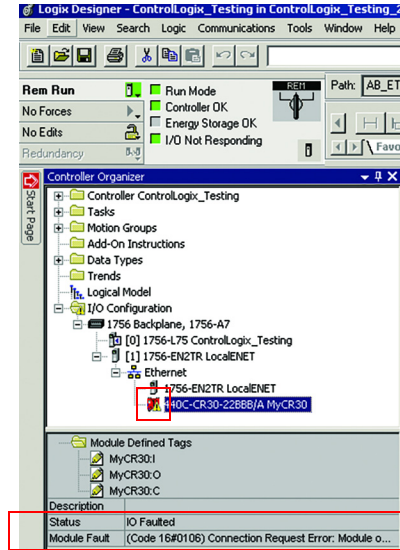 Logix Designer - ControlLogix_Testing in ControlLogix_Testing_2
File Edit View Search Logic Communications Tools Window Help
Rem Run
No Forces
No Edits
Redundancy
Run Mode
Controller OK
Energy Storage OK
I/O Not Responding
REM
Path: AB_ET
Favo
Start Page
Controller Organizer
Controller ControlLogix_Testing
Tasks
Motion Groups
Add-On Instructions
Data Types
Trends
Logical Model
I/O Configuration
1756 Backplane, 1756-A7
[0] 1756-L75 ControlLogix_Testing
[1] 1756-EN2TR LocalENET
Ethernet
1756-EN2TR LocalENET
440C-CR30-22BBB/A MyCR30
Module Defined Tags
MyCR30:I
MyCR30:O
MyCR30:C
Description
Status IO Faulted
Module Fault (Code 16#0106) Connection Request Error: Module o...